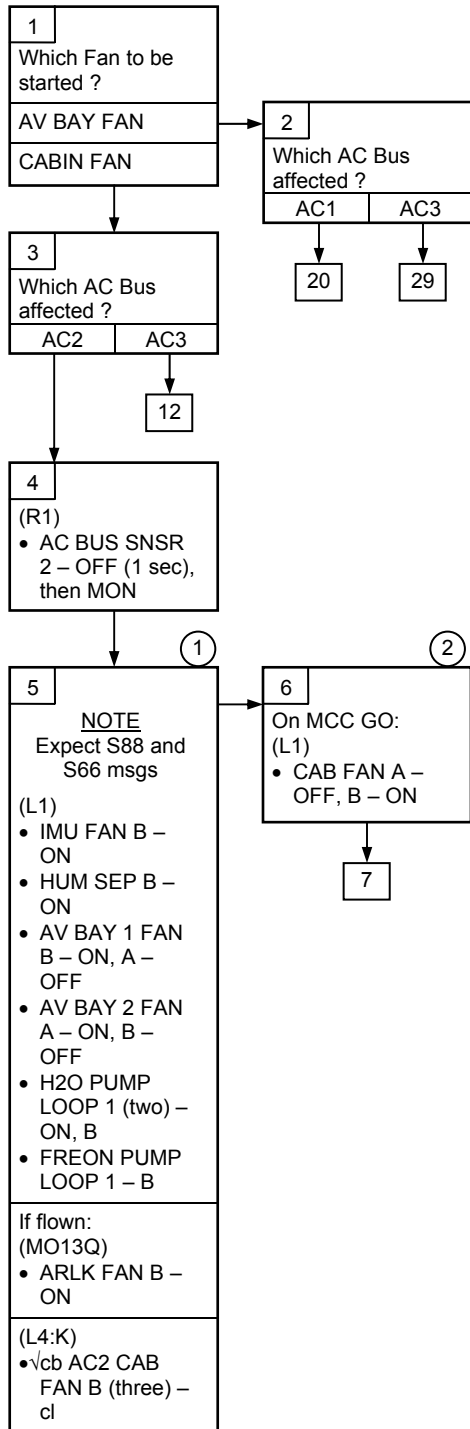 1
Which Fan to be
started ?
AV BAY FAN
CABIN FAN
2
Which AC Bus
affected ?
AC1 AC3
20 29
3
Which AC Bus
affected ?
AC2 AC3
12
4
(R1)
• AC BUS SNSR
2 – OFF (1 sec),
then MON
1
5
NOTE
Expect S88 and
S66 msgs
(L1)
• IMU FAN B –
ON
• HUM SEP B –
ON
• AV BAY 1 FAN
B – ON, A –
OFF
• AV BAY 2 FAN
A – ON, B –
OFF
• H2O PUMP
LOOP 1 (two) –
ON, B
• FREON PUMP
LOOP 1 – B
If flown:
(MO13Q)
• ARLK FAN B –
ON
(L4:K)
•√cb AC2 CAB
FAN B (three) –
cl
2
6
On MCC GO:
(L1)
• CAB FAN A –
OFF, B – ON
7